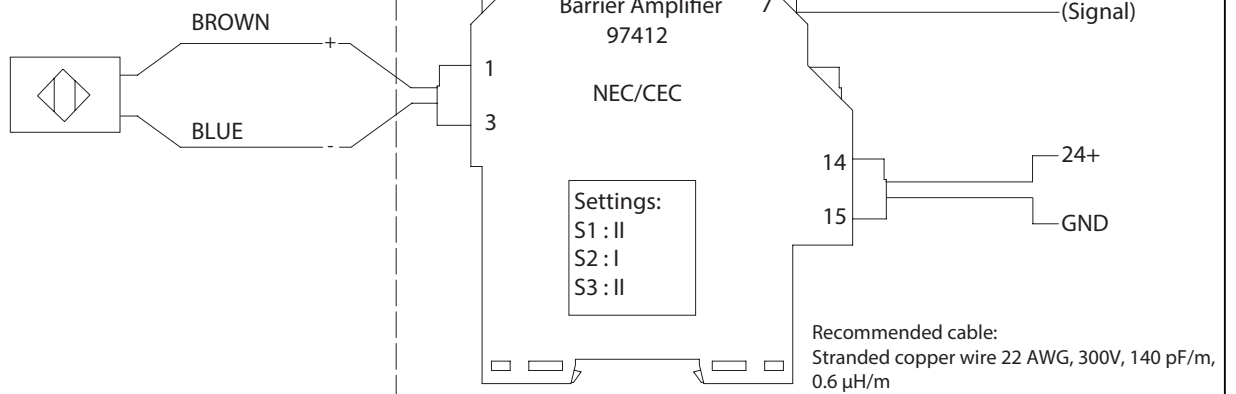 Barrier Amplifier
97412
7
(Signal)
BROWN
+
1
NEC/CEC
3
BLUE
-
14
24+
15
GND
Settings:
S1 : II
S2 : I
S3 : II
Recommended cable:
Stranded copper wire 22 AWG, 300V, 140 pF/m,
0.6 µH/m